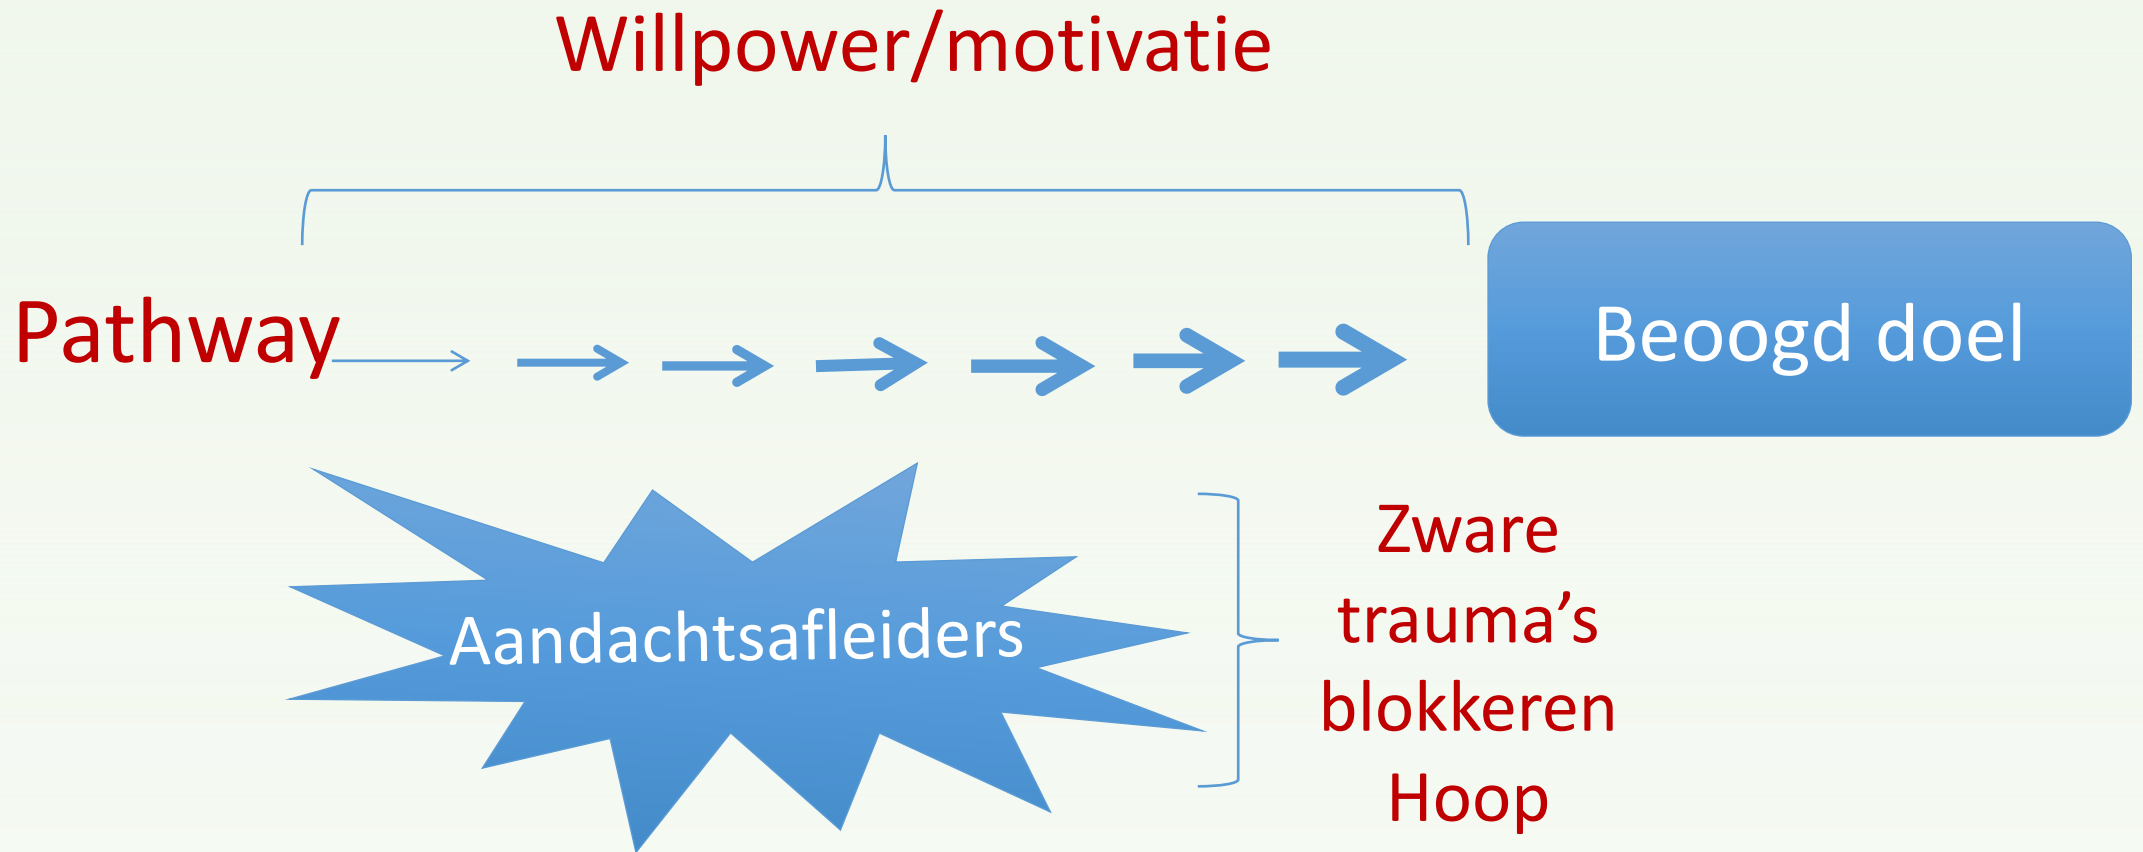 Willpower/motivatie
Pathway
Beoogd doel
Aandachtsafleiders
Zware
trauma’s
blokkeren
Hoop